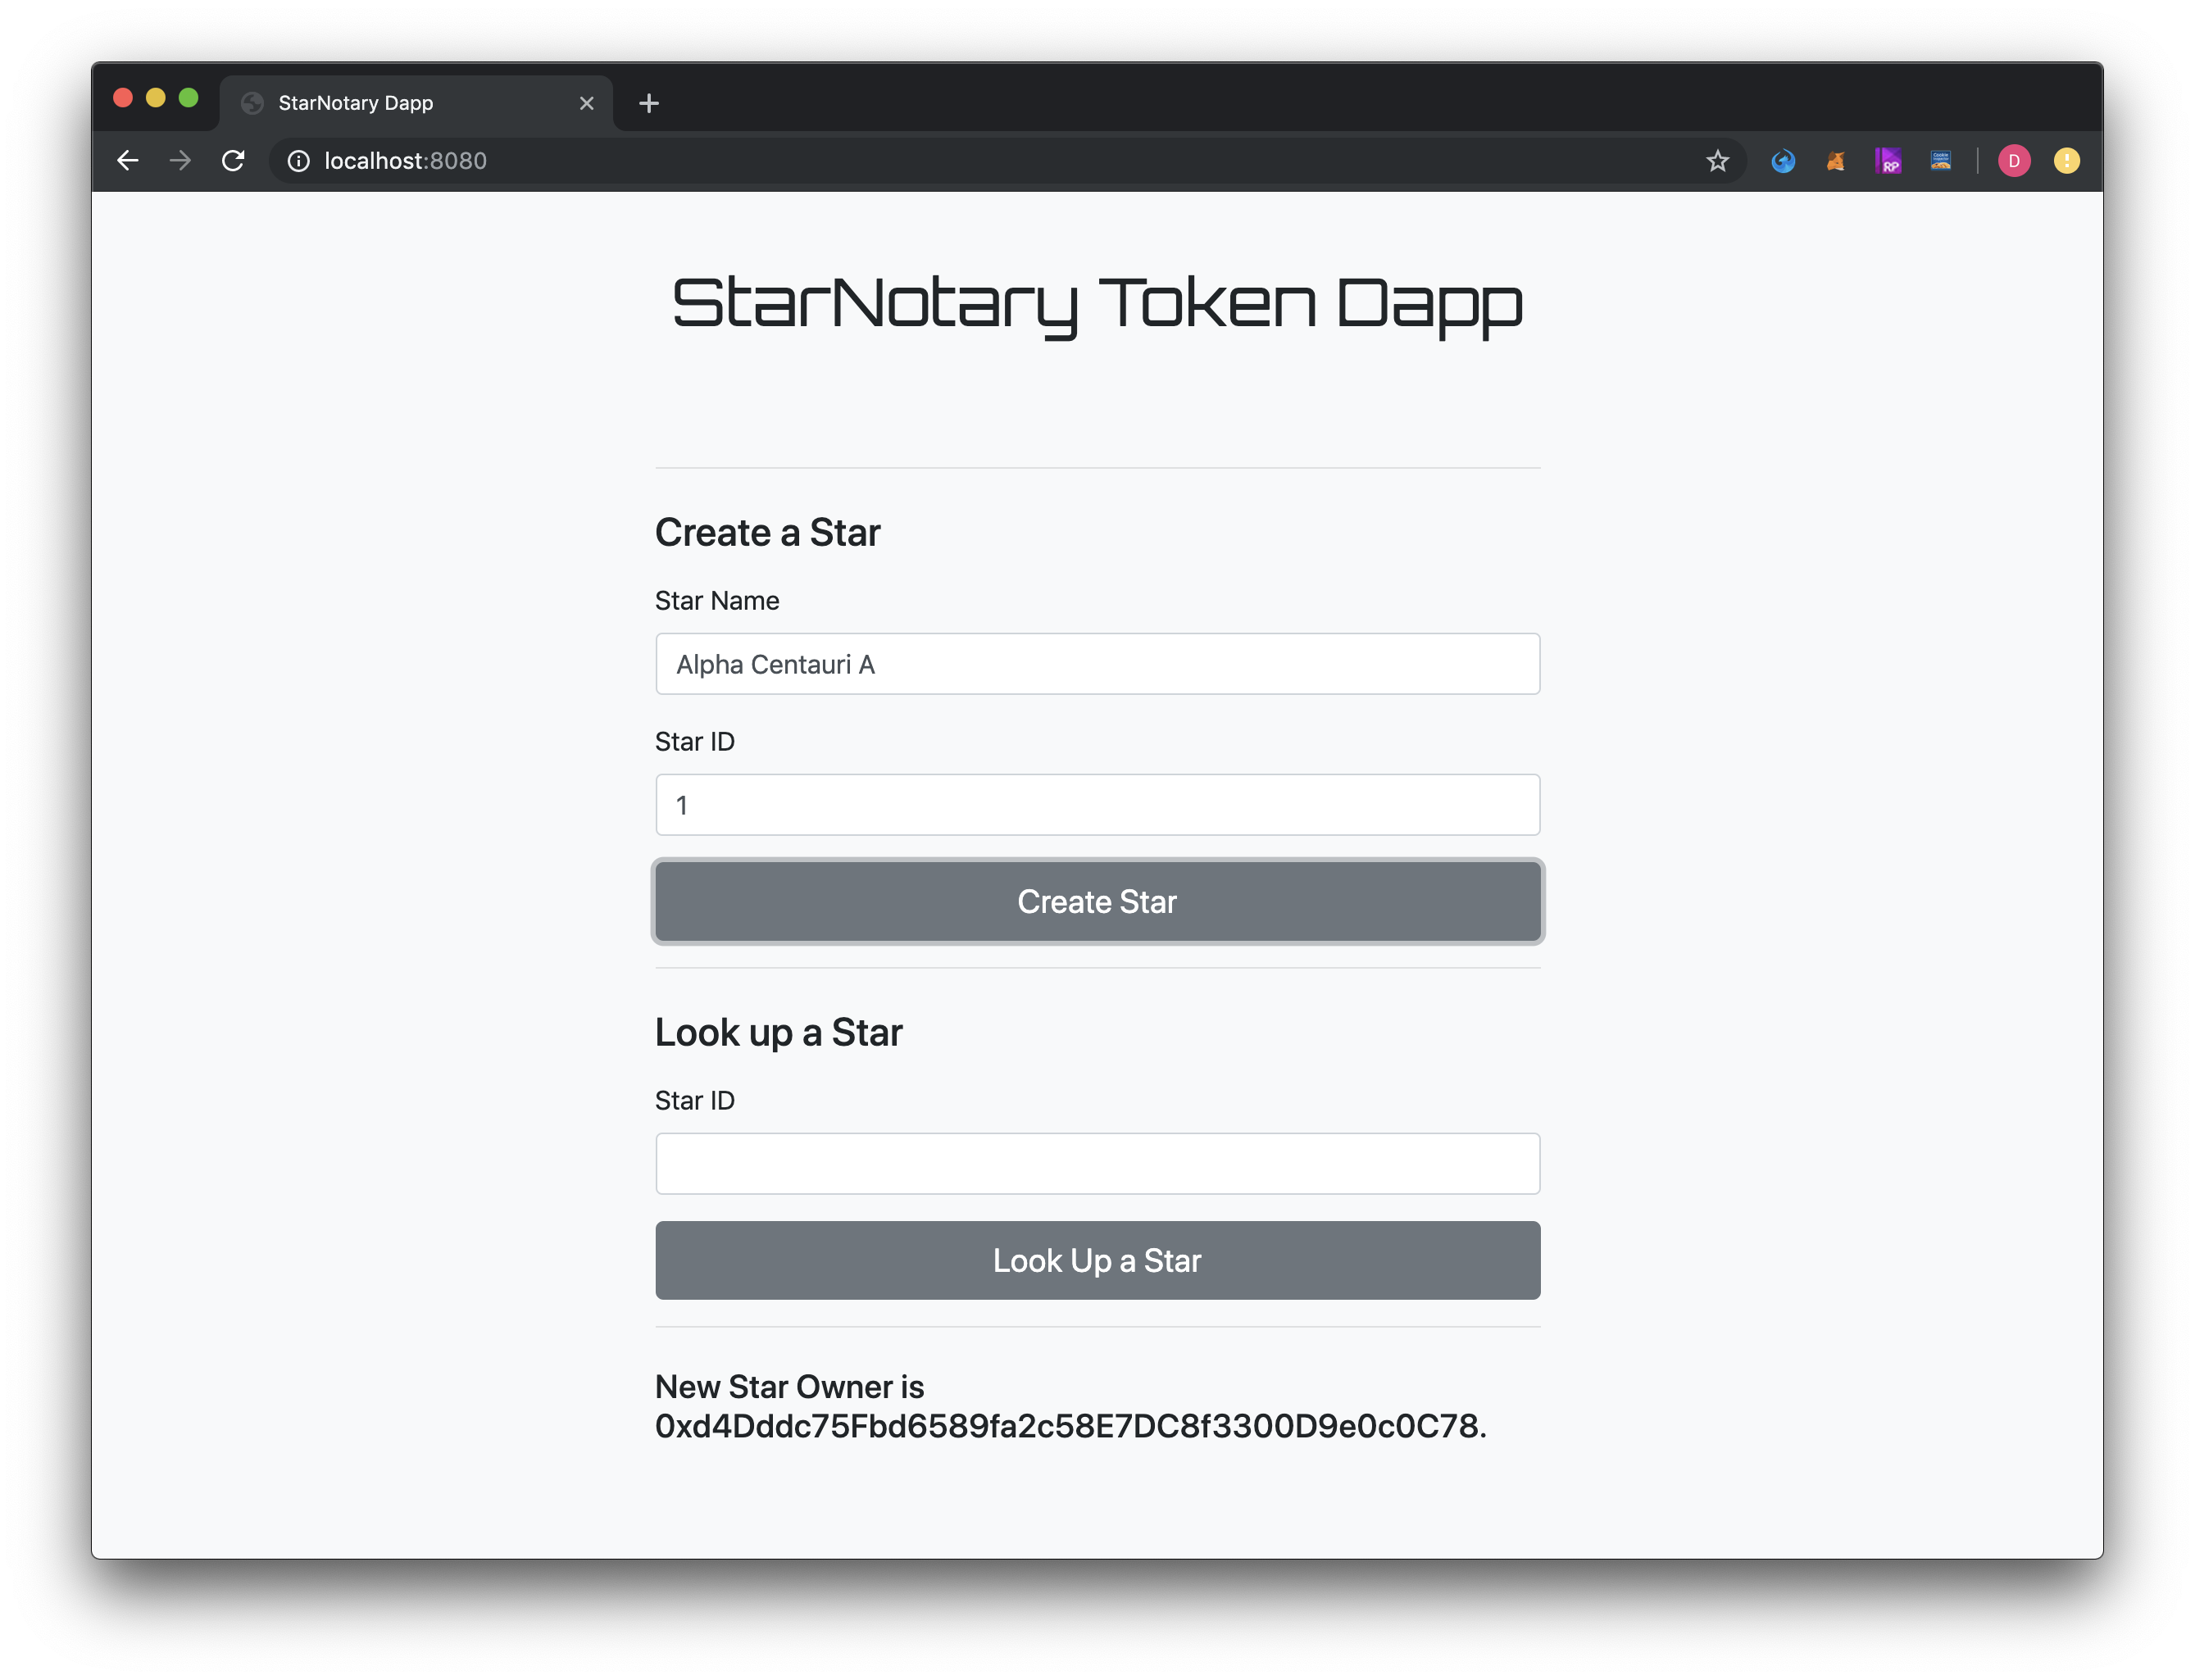 StarNotary Dapp
localhost:8080
RP
D
StarNotary Token Dapp
Create a Star
Star Name
Alpha Centauri A
Star ID
1
Create Star
Look up a Star
Star ID
Look Up a Star
New Star Owner is
0xd4Dddc75Fbd6589fa2c58E7DC8f3300D9e0c0C78.